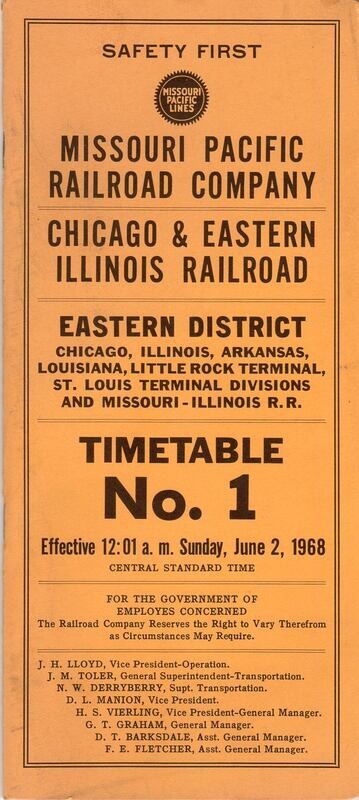 SAFETY FIRST
MISSOURI
PACIFIC
LINES
MISSOURI PACIFIC
RAILROAD COMPANY
CHICAGO & EASTERN
ILLINOIS RAILROAD
EASTERN DISTRICT
CHICAGO, ILLINOIS, ARKANSAS,
LOUISIANA, LITTLE ROCK TERMINAL,
ST. LOUIS TERMINAL DIVISIONS
AND MISSOURI-ILLINOIS R.R.
TIMETABLE
No. 1
Effective 12:01 a. m. Sunday, June 2, 1968
CENTRAL STANDARD TIME
FOR THE GOVERNMENT OF
EMPLOYES CONCERNED
The Railroad Company Reserves the Right to Vary Therefrom
as Circumstances May Require.
J. H. LLOYD, Vice President-Operation.
J. M. TOLER, General Superintendent-Transportation.
N. W. DERRYBERRY, Supt. Transportation.
D. L. MANION, Vice President.
H. S. VIERLING, Vice President-General Manager.
G. T. GRAHAM, General Manager.
D. T. BARKSDALE, Asst. General Manager.
F. E. FLETCHER, Asst. General Manager.